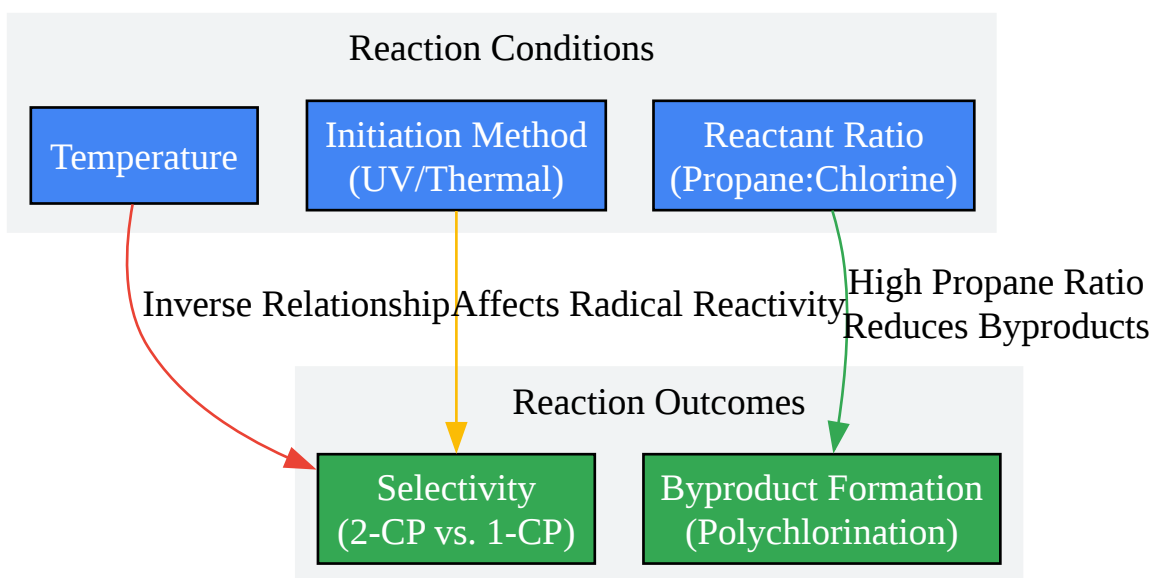 Reaction Conditions
Temperature
Initiation Method
(UV/Thermal)
Reactant Ratio
(Propane:Chlorine)
Inverse Relationship
Affects Radical Reactivity
High Propane Ratio
Reduces Byproducts
Reaction Outcomes
Selectivity
(2-CP vs. 1-CP)
Byproduct Formation
(Polychlorination)